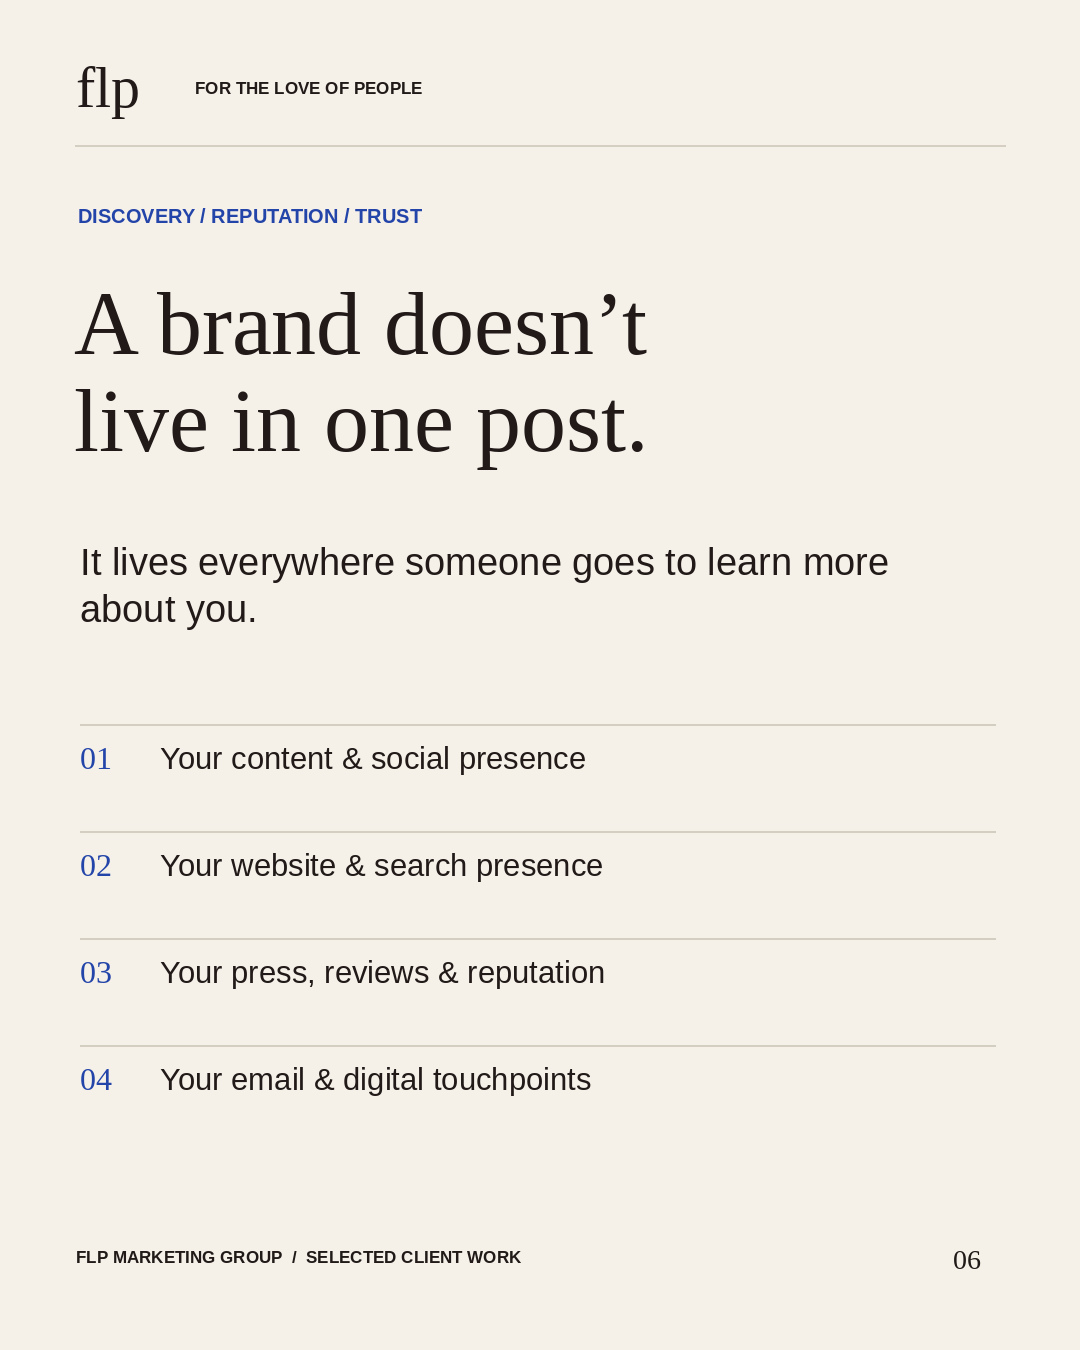 flp
FOR THE LOVE OF PEOPLE
DISCOVERY / REPUTATION / TRUST
A brand doesn’t
live in one post.
It lives everywhere someone goes to learn more
about you.
01 Your content & social presence
02 Your website & search presence
03 Your press, reviews & reputation
04 Your email & digital touchpoints
FLP MARKETING GROUP / SELECTED CLIENT WORK
06